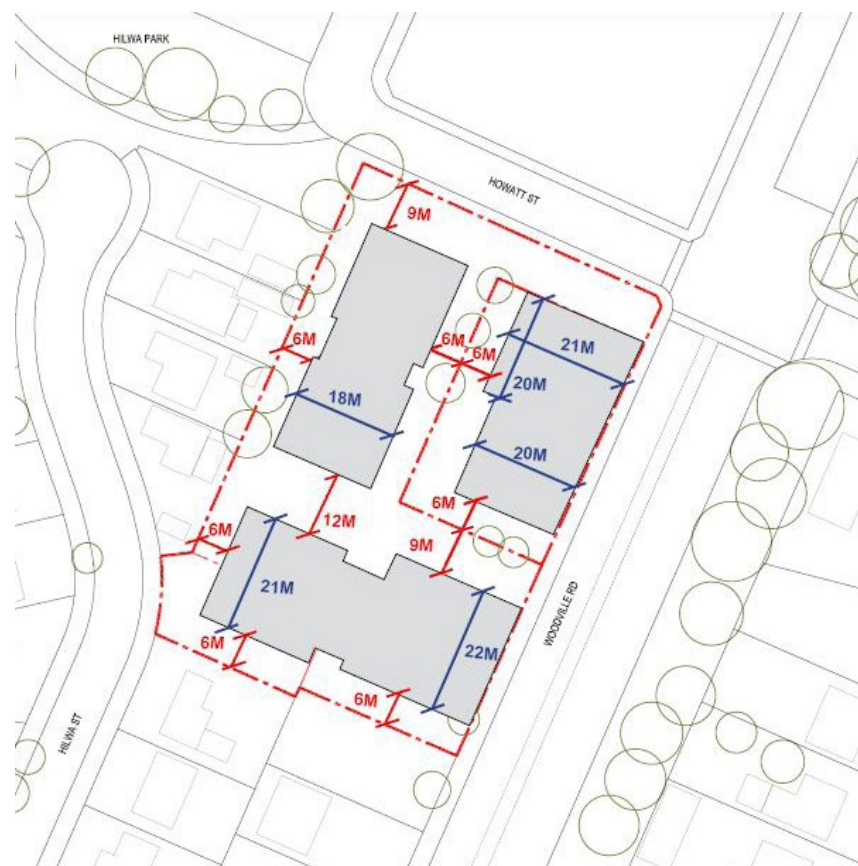 HILWA PARK
HOWATT ST
9M
6M
6M
6M
21M
20M
18M
20M
6M
12M
6M
9M
21M
WOODVILLE RD
6M
22M
6M
HILWA ST